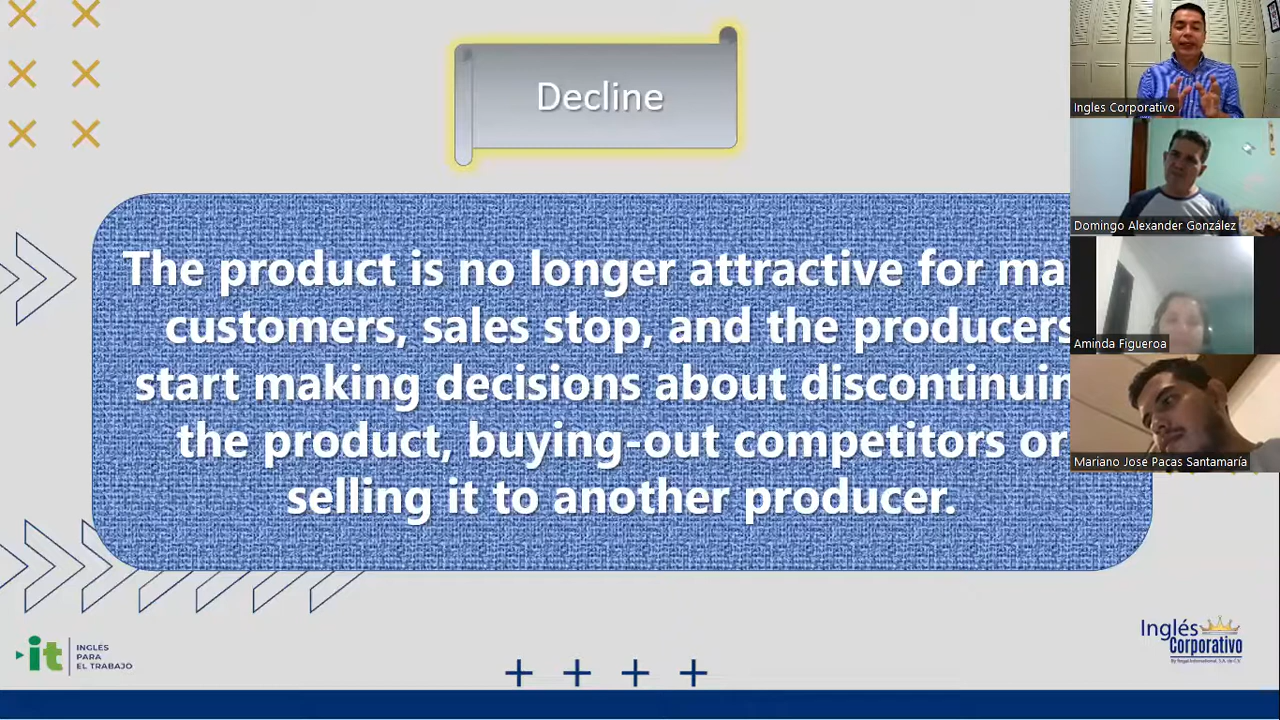 Decline
The product is no longer attractive for
customers, sales stop, and the producers
start making decisions about
the product, buying-out competitors or
selling it to another producer.
Ingles Corporativo
Domingo Alexander González
Aminda Figueroa
Mariano Jose Pacas Santamaría
it
INGLÉS
PARA
EL TRABAJO
Inglés
Corporativo